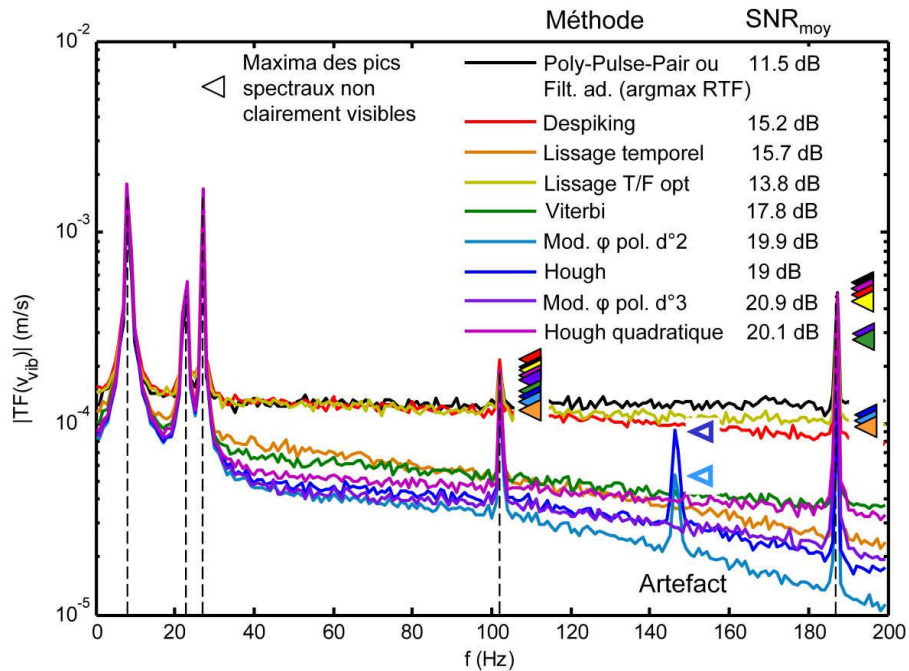 Méthode SNRmoy
Poly-Pulse-Pair ou 11.5 dB
Filt. ad. (argmax RTF)
Despiking 15.2 dB
Lissage temporel 15.7 dB
Lissage T/F opt 13.8 dB
Viterbi 17.8 dB
Mod. φ pol. d°2 19.9 dB
Hough 19 dB
Mod. φ pol. d°3 20.9 dB
Hough quadratique 20.1 dB
Maxima des pics
spectraux non
clairement visibles
Artefact
|TF(vvib)| (m/s)
10-2
10-3
10-4
10-5
0 20 40 60 80 100 120 140 160 180 200
f (Hz)